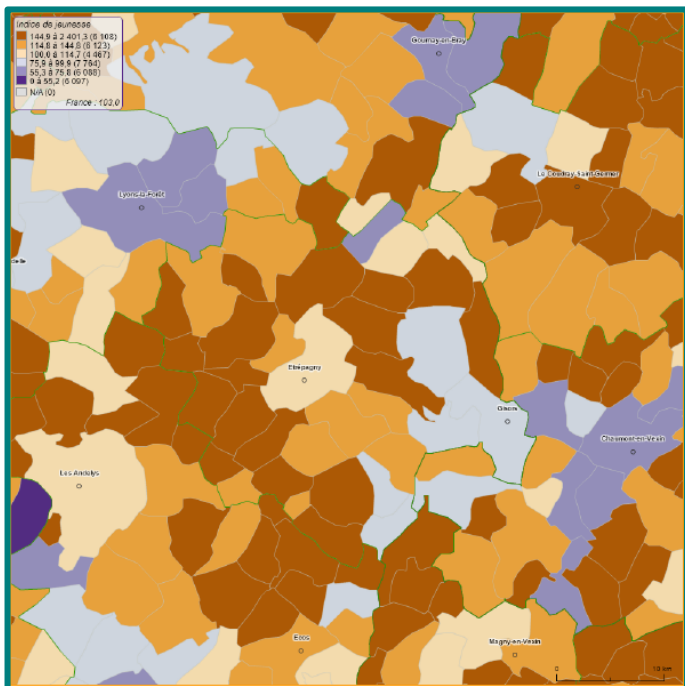 Indice de jeunesse
144,9 à 2 401,3 (6 108)
114,8 à 144,8 (6 123)
100,0 à 114,7 (4 467)
75,9 à 99,9 (7 764)
55,3 à 75,8 (6 088)
0 à 55,2 (6 097)
N/A (0)
France : 103,0
Gournay-en-Bray
Le Coudray-Saint-Germer
Lyons-la-Forêt
delle
Etrépagny
Gisors
Chaumont-en-Vexin
Les Andelys
Ecos
Magny-en-Vexin
0 10 km